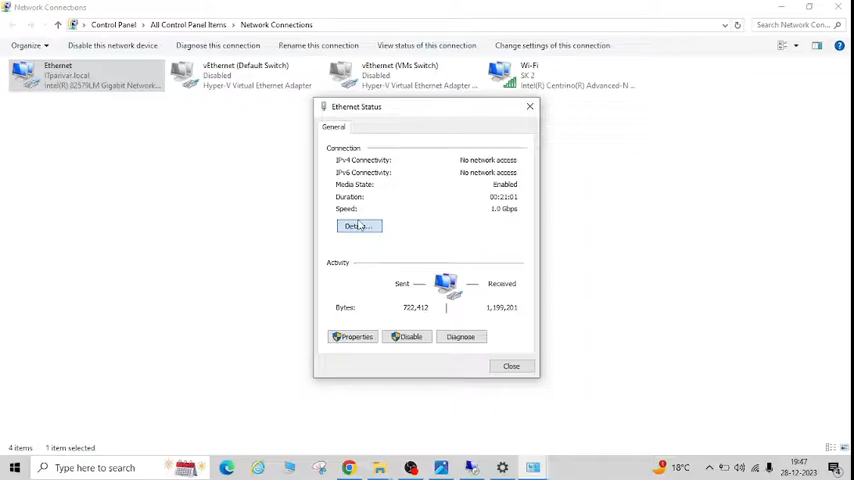 Network Connections
Control Panel > All Control Panel Items > Network Connections
Search Network Con...
Organize
Disable this network device
Diagnose this connection
Rename this connection
View status of this connection
Change settings of this connection
Ethernet
ITparivar.local
Intel(R) 82579LM Gigabit Network...
vEthernet (Default Switch)
Disabled
Hyper-V Virtual Ethernet Adapter
vEthernet (VMs Switch)
Disabled
Hyper-V Virtual Ethernet Adapter ...
Wi-Fi
SK 2
Intel(R) Centrino(R) Advanced-N ...
Ethernet Status
General
Connection
IPv4 Connectivity: No network access
IPv6 Connectivity: No network access
Media State: Enabled
Duration: 00:21:01
Speed: 1.0 Gbps
Activity
Sent — — Received
Bytes: 722,412 | 1,199,201
Properties
Disable
Diagnose
Close
4 items
1 item selected
Type here to search
18°C
19:47
28-12-2023
4